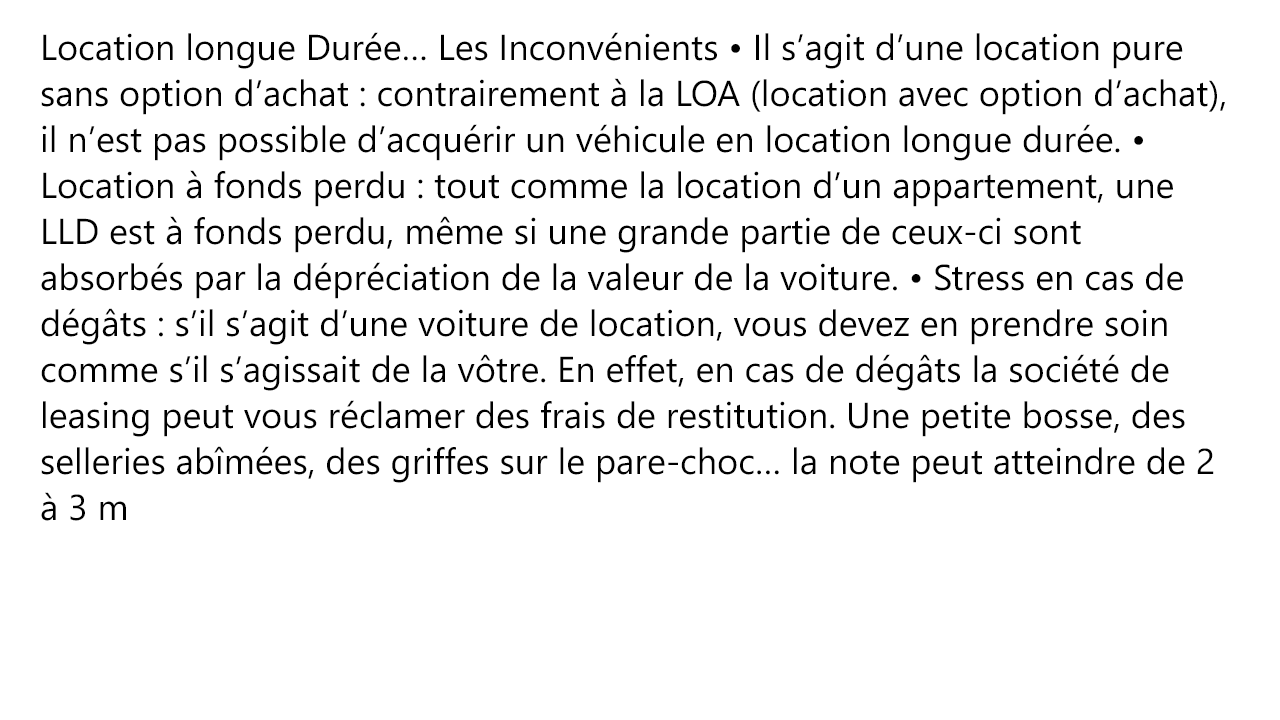 Location longue Durée... Les Inconvénients • Il s’agit d’une location pure
sans option d’achat : contrairement à la LOA (location avec option d’achat),
il n’est pas possible d’acquérir un véhicule en location longue durée. •
Location à fonds perdu : tout comme la location d’un appartement, une
LLD est à fonds perdu, même si une grande partie de ceux-ci sont
absorbés par la dépréciation de la valeur de la voiture. • Stress en cas de
dégâts : s’il s’agit d’une voiture de location, vous devez en prendre soin
comme s’il s’agissait de la vôtre. En effet, en cas de dégâts la société de
leasing peut vous réclamer des frais de restitution. Une petite bosse, des
selleries abîmées, des griffes sur le pare-choc... la note peut atteindre de 2
à 3 m